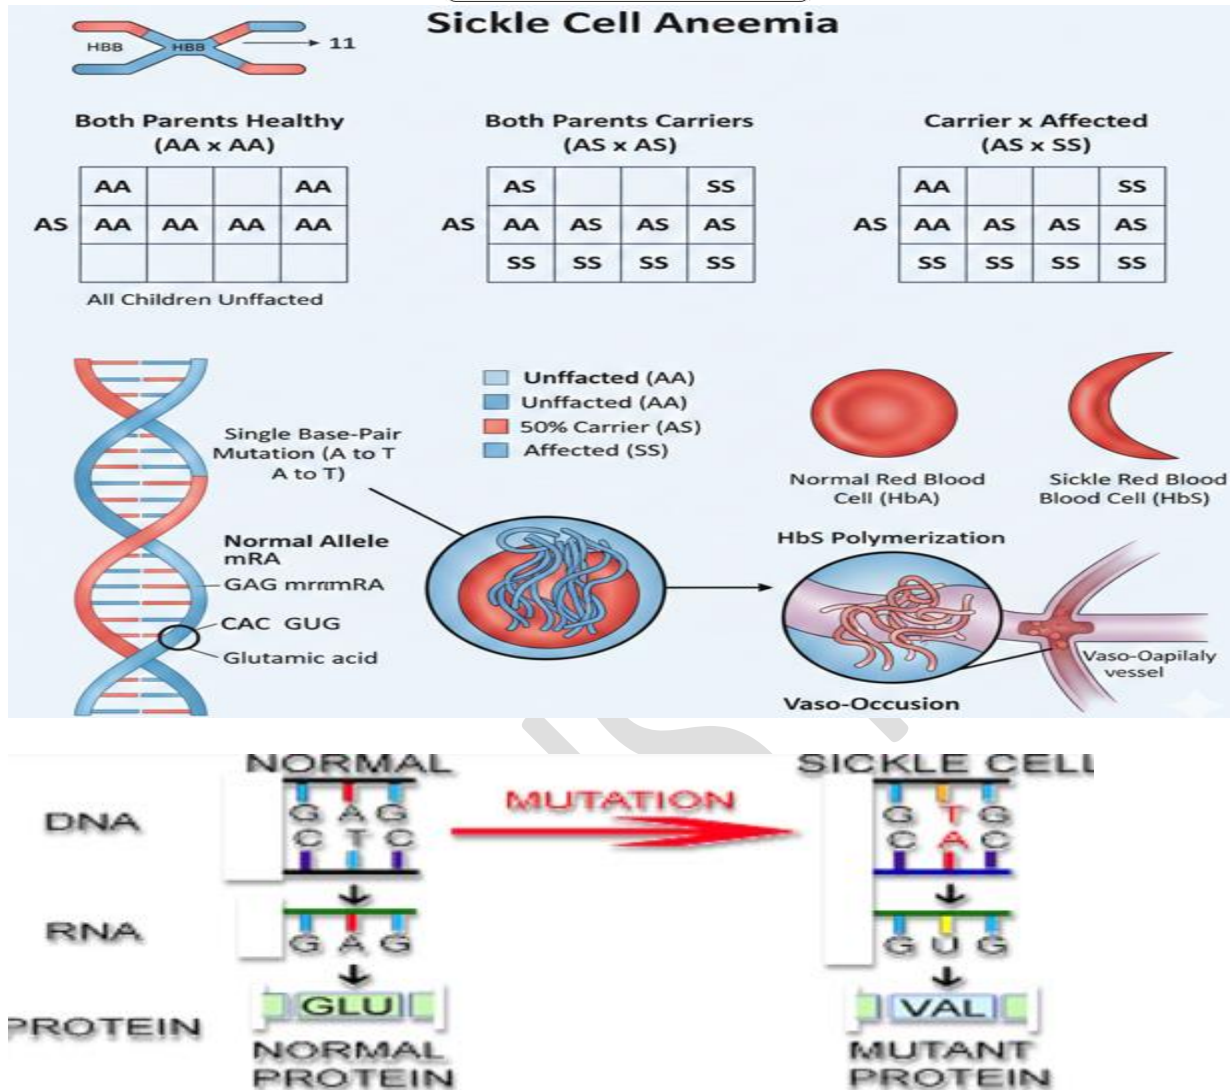 Sickle Cell Aneemia
HBB HBB 11
Both Parents Healthy
(AA x AA)
AA AA
AS AA AA AA AA
All Children Unffacted
Both Parents Carriers
(AS x AS)
AS SS
AS AA AS AS AS
SS SS SS SS
Carrier x Affected
(AS x SS)
AA SS
AS AA AS AS AS
SS SS SS SS
Single Base-Pair
Mutation (A to T
A to T)
Normal Allele
mRA
GAG mrrmRA
CAC GUG
Glutamic acid
Unffacted (AA)
Unffacted (AA)
50% Carrier (AS)
Affected (SS)
Normal Red Blood
Cell (HbA)
Sickle Red Blood
Blood Cell (HbS)
HbS Polymerization
Vaso-Oapilaly
vessel
Vaso-Occusion
NORMAL
SICKLE CELL
MUTATION
DNA
G A G
C T C
G T G
C A C
RNA
G A G
G U G
PROTEIN
GLU
VAL
NORMAL
PROTEIN
MUTANT
PROTEIN